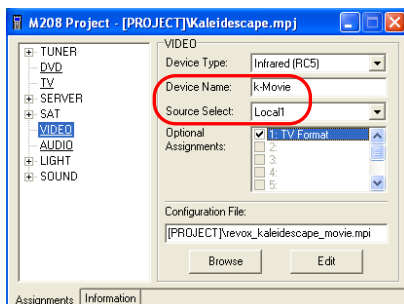 M208 Project - [PROJECT]\Kaleidescape.mpj
TUNER
DVD
TV
SERVER
SAT
VIDEO
AUDIO
LIGHT
SOUND
VIDEO
Device Type: Infrared (RC5)
Device Name: k-Movie
Source Select: Local1
Optional Assignments:
1: TV Format
2:
3:
4:
5:
Configuration File:
[PROJECT]\revox_kaleidescape_movie.mpi
Browse Edit
Assignments Information